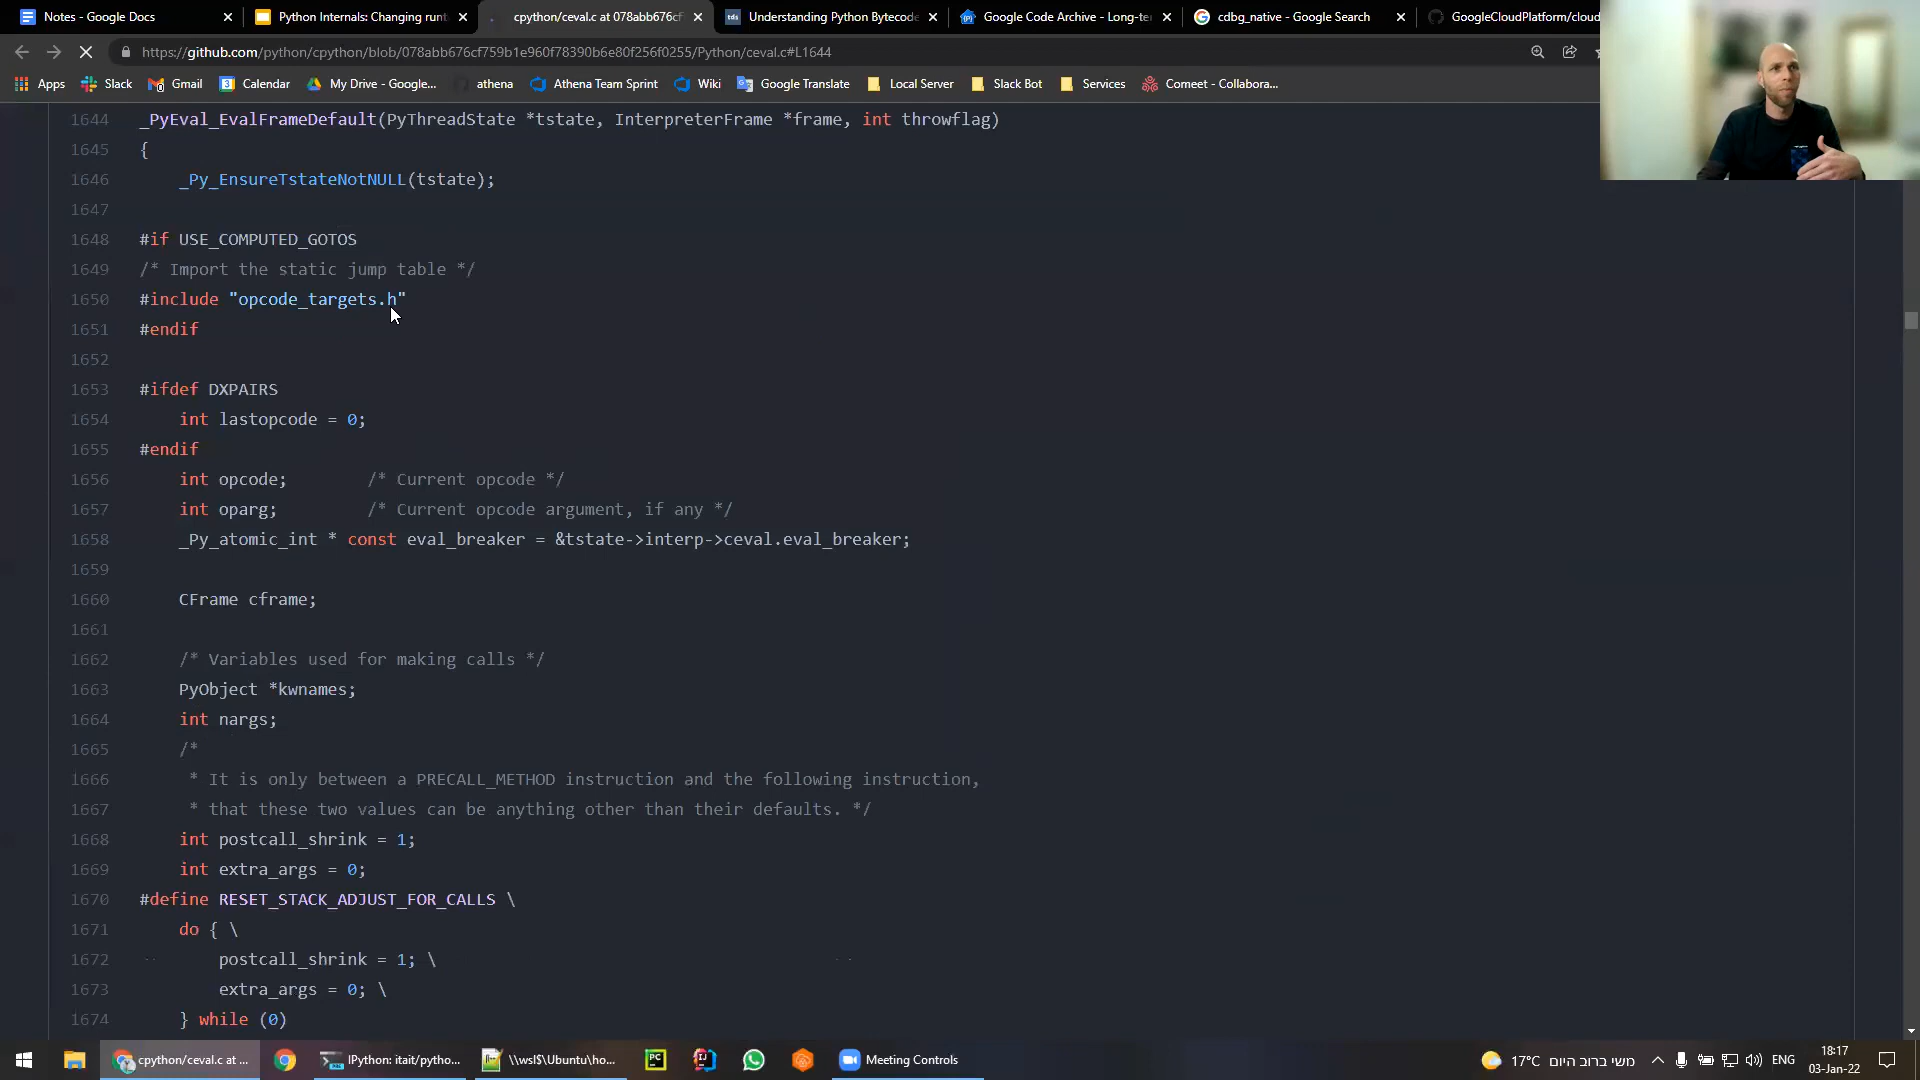 Notes - Google Docs
Python Internals: Changing run
cpython/ceval.c at 078abb676cf
Understanding Python Bytecode
Google Code Archive - Long-te
cdbg_native - Google Search
GoogleCloudPlatform/cloud
https://github.com/python/cpython/blob/078abb676cf759b1e960f78390b6e80f256f0255/Python/ceval.c#L1644
Apps
Slack
Gmail
Calendar
My Drive - Google...
athena
Athena Team Sprint
Wiki
Google Translate
Local Server
Slack Bot
Services
Comeet - Collabora...
1644 _PyEval_EvalFrameDefault(PyThreadState *tstate, InterpreterFrame *frame, int throwflag)
1645 {
1646 _Py_EnsureTstateNotNULL(tstate);
1647
1648 #if USE_COMPUTED_GOTOS
1649 /* Import the static jump table */
1650 #include "opcode_targets.h"
1651 #endif
1652
1653 #ifdef DXPAIRS
1654 int lastopcode = 0;
1655 #endif
1656 int opcode; /* Current opcode */
1657 int oparg; /* Current opcode argument, if any */
1658 _Py_atomic_int * const eval_breaker = &tstate->interp->ceval.eval_breaker;
1659
1660 CFrame cframe;
1661
1662 /* Variables used for making calls */
1663 PyObject *kwnames;
1664 int nargs;
1665 /*
1666 * It is only between a PRECALL_METHOD instruction and the following instruction,
1667 * that these two values can be anything other than their defaults. */
1668 int postcall_shrink = 1;
1669 int extra_args = 0;
1670 #define RESET_STACK_ADJUST_FOR_CALLS \
1671 do { \
1672 postcall_shrink = 1; \
1673 extra_args = 0; \
1674 } while (0)
cpython/ceval.c at ...
IPython: itait/pytho...
\\wsl$\Ubuntu\ho...
Meeting Controls
17°C משי ברוב היום
ENG
18:17
03-Jan-22